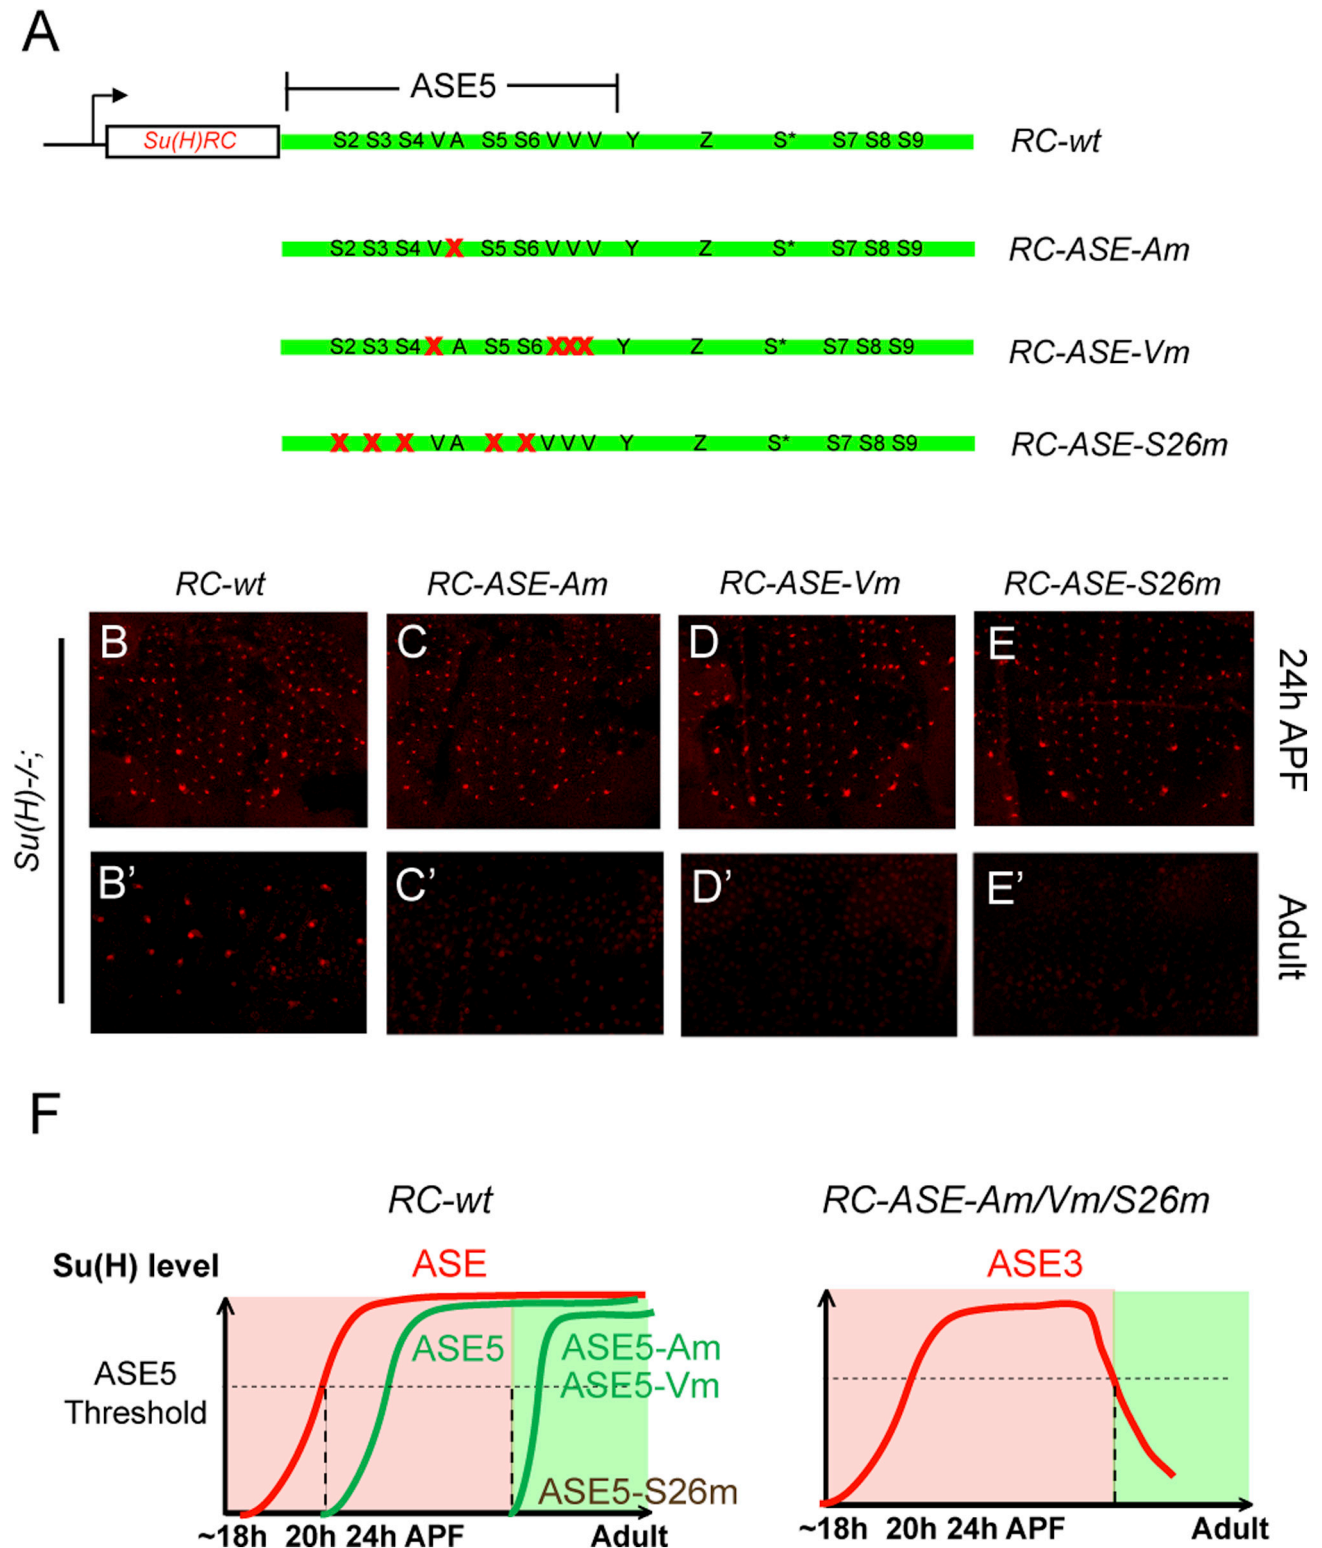 A
ASE5
Su(H)RC S2 S3 S4 V A S5 S6 V V V Y Z S* S7 S8 S9 RC-wt
S2 S3 S4 V X S5 S6 V V V Y Z S* S7 S8 S9 RC-ASE-Am
S2 S3 S4 X A S5 S6 XXX Y Z S* S7 S8 S9 RC-ASE-Vm
X X X V A X X V V V Y Z S* S7 S8 S9 RC-ASE-S26m
RC-wt RC-ASE-Am RC-ASE-Vm RC-ASE-S26m
Su(H)-/-;
B C D E
24h APF
B’ C’ D’ E’
Adult
F
RC-wt
Su(H) level
ASE
ASE5
ASE5-Am
ASE5
Threshold
ASE5-Vm
ASE5-S26m
~18h 20h 24h APF Adult
RC-ASE-Am/Vm/S26m
ASE3
~18h 20h 24h APF Adult